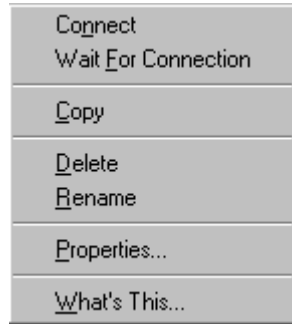 Connect
Wait For Connection
Copy
Delete
Rename
Properties...
What's This...